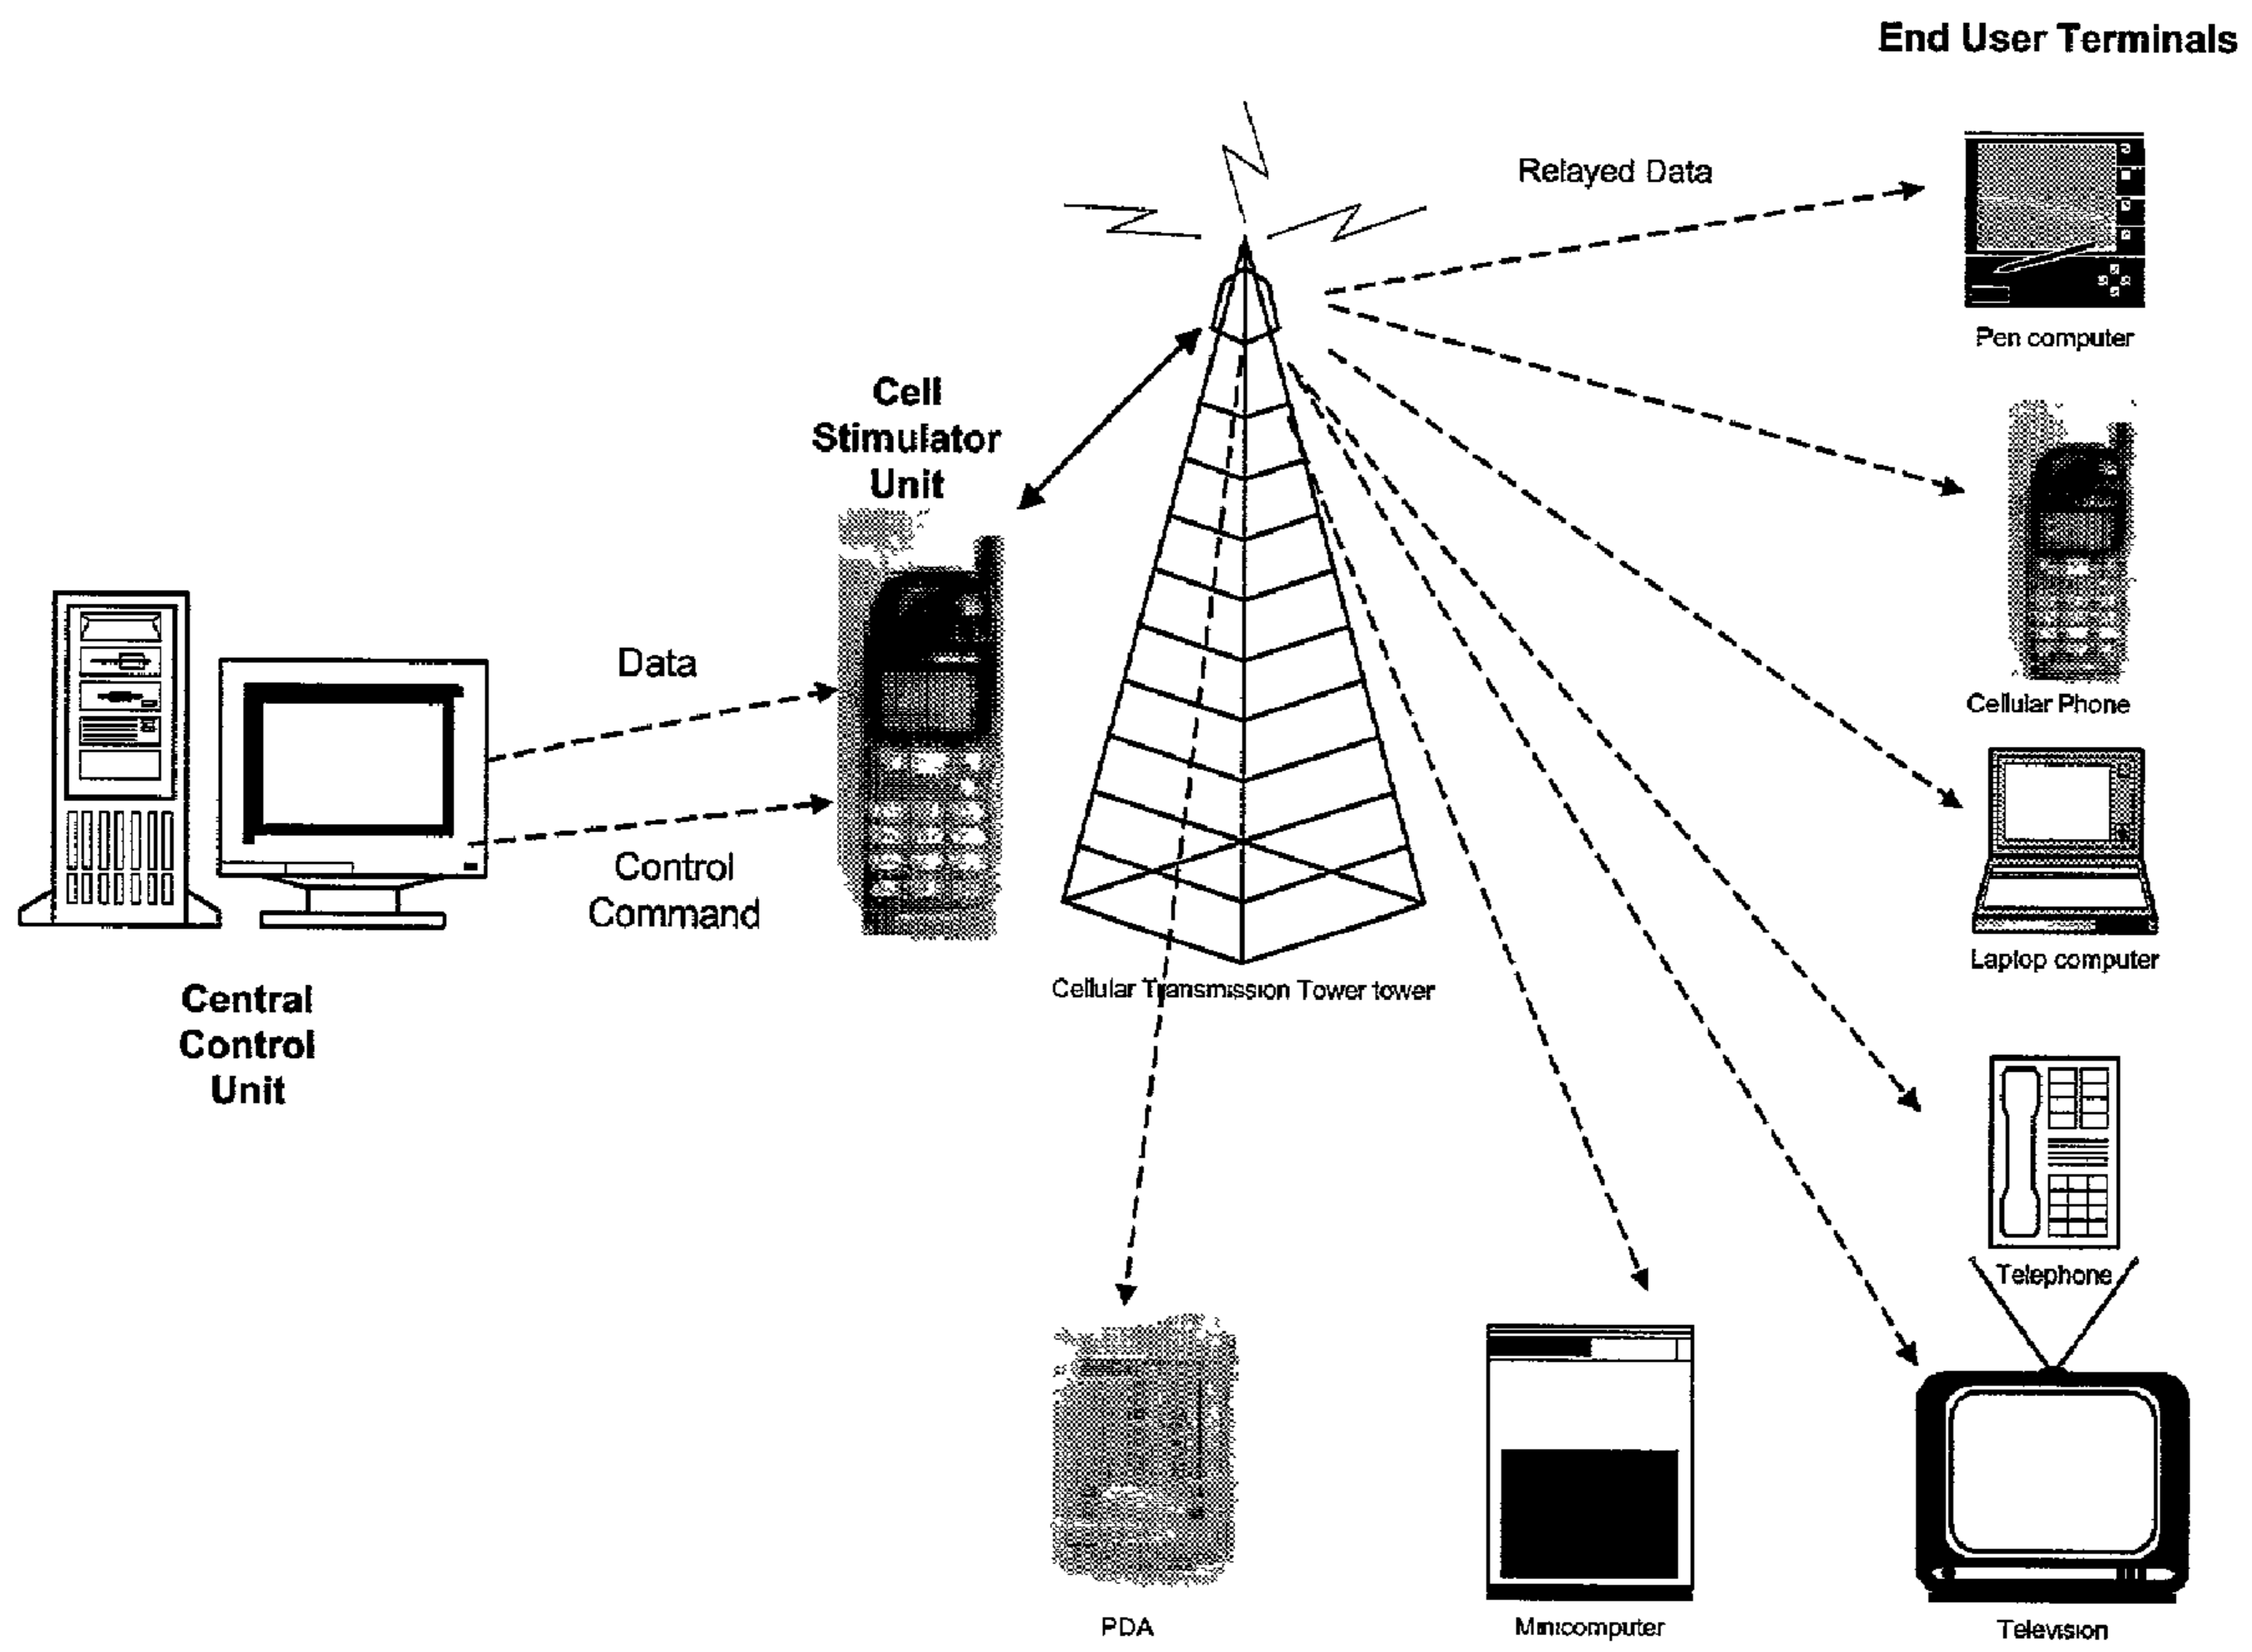 End User Terminals
Relayed Data
Pen computer
Cell
Stimulator
Unit
Data
Cellular Phone
Control
Command
Laptop computer
Central
Control
Unit
Cellular Transmission Tower tower
Telephone
PDA
Minicomputer
Television